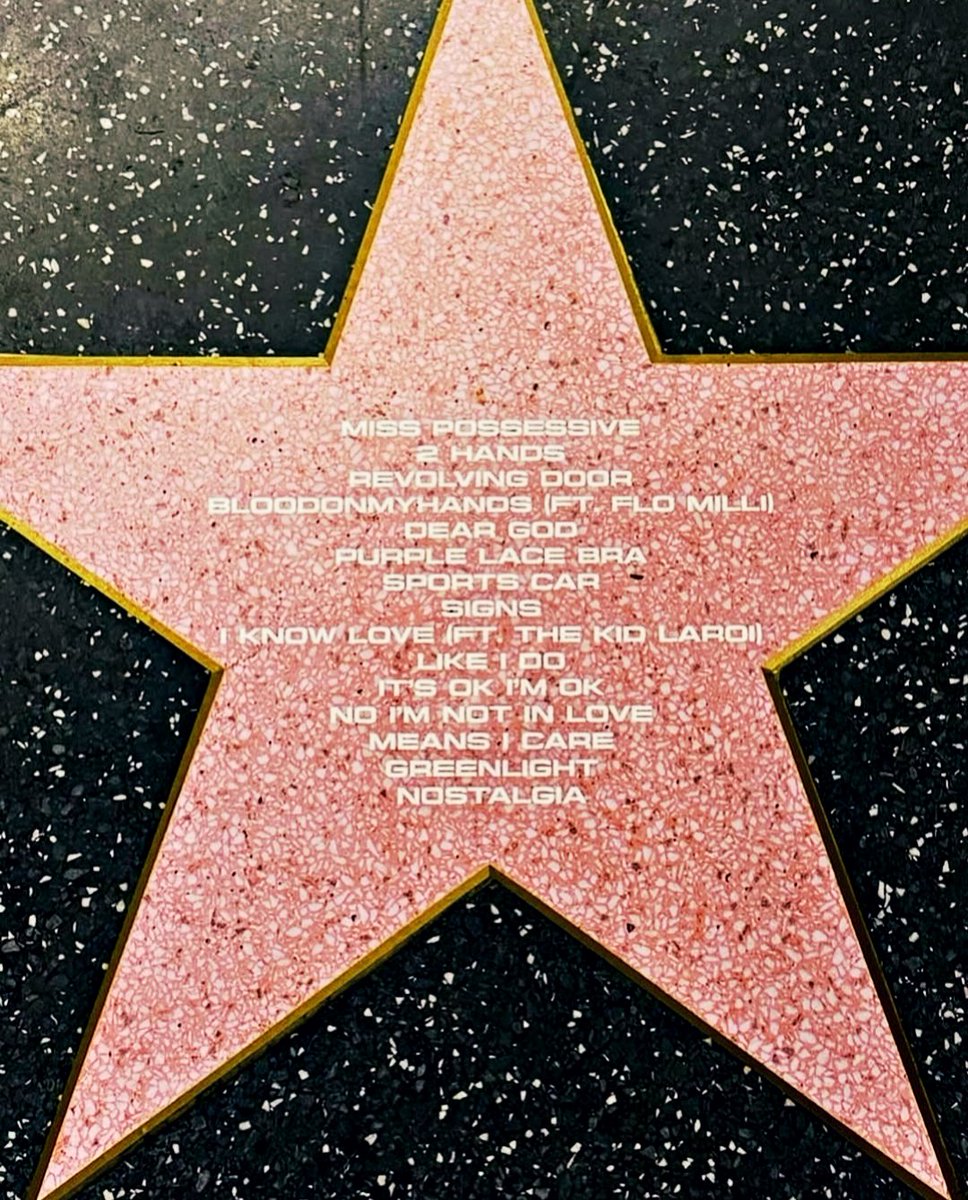 MISS POSSESSIVE
2 HANDS
REVOLVING DOOR
BLOODONMYHANDS (FT. FLO MILLI)
DEAR GOD
PURPLE LACE BRA
SPORTS CAR
SIGNS
I KNOW LOVE (FT. THE KID LAROI)
LIKE I DO
IT'S OK I'M OK
NO I'M NOT IN LOVE
MEANS I CARE
GREENLIGHT
NOSTALGIA